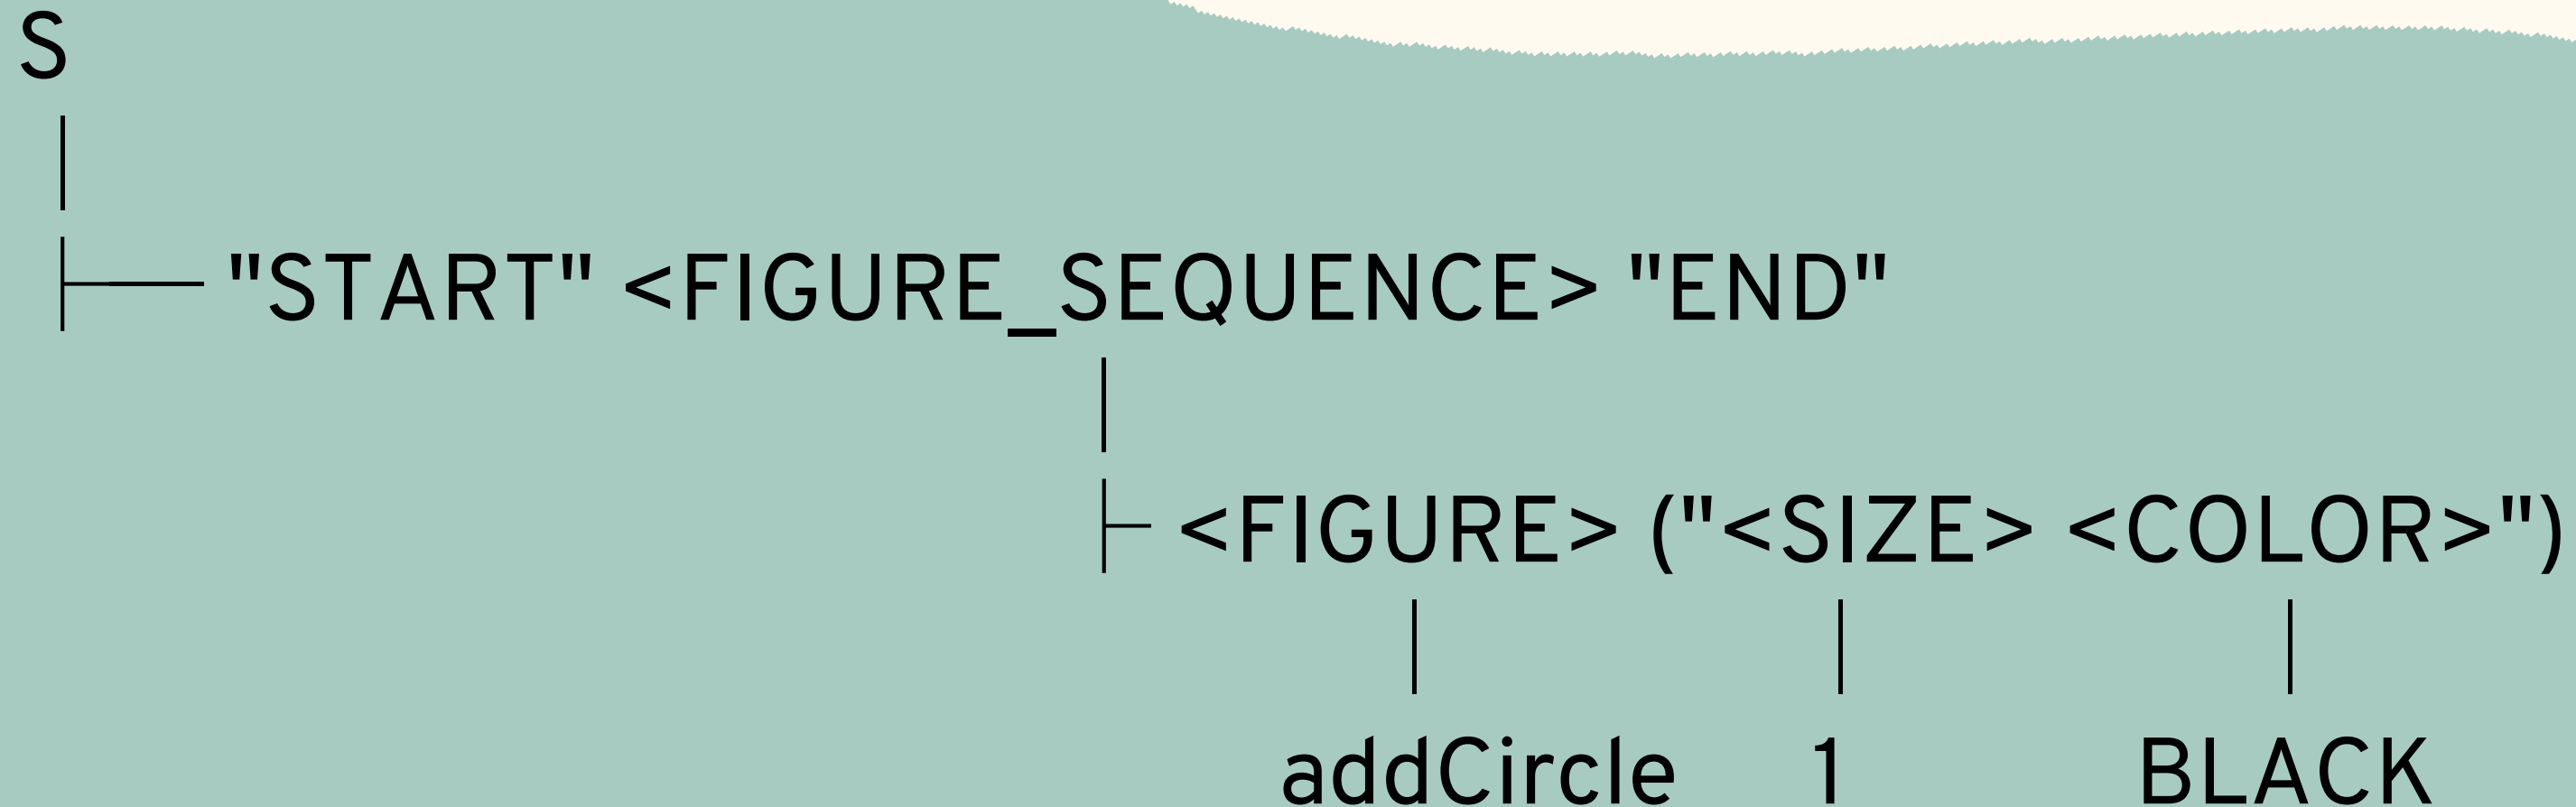 S
"START" <FIGURE_SEQUENCE> "END"
<FIGURE> ("<SIZE> <COLOR>")
addCircle 1 BLACK